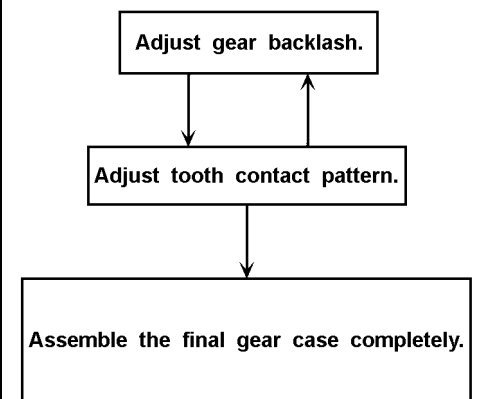 Adjust gear backlash.
Adjust tooth contact pattern.
Assemble the final gear case completely.